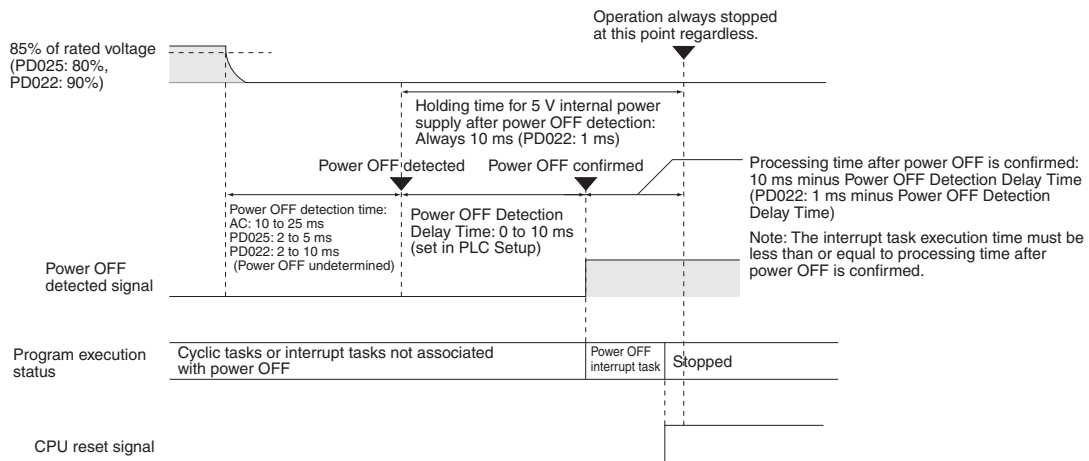 Operation always stopped
at this point regardless.
85% of rated voltage
(PD025: 80%,
PD022: 90%)
Holding time for 5 V internal power
supply after power OFF detection:
Always 10 ms (PD022: 1 ms)
Power OFF detected
Power OFF confirmed
Processing time after power OFF is confirmed:
10 ms minus Power OFF Detection Delay Time
(PD022: 1 ms minus Power OFF Detection
Delay Time)
Note: The interrupt task execution time must be
less than or equal to processing time after
power OFF is confirmed.
Power OFF detection time:
AC: 10 to 25 ms
PD025: 2 to 5 ms
PD022: 2 to 10 ms
(Power OFF undetermined)
Power OFF Detection
Delay Time: 0 to 10 ms
(set in PLC Setup)
Power OFF
detected signal
Program execution
status
Cyclic tasks or interrupt tasks not associated
with power OFF
Power OFF
interrupt task
Stopped
CPU reset signal